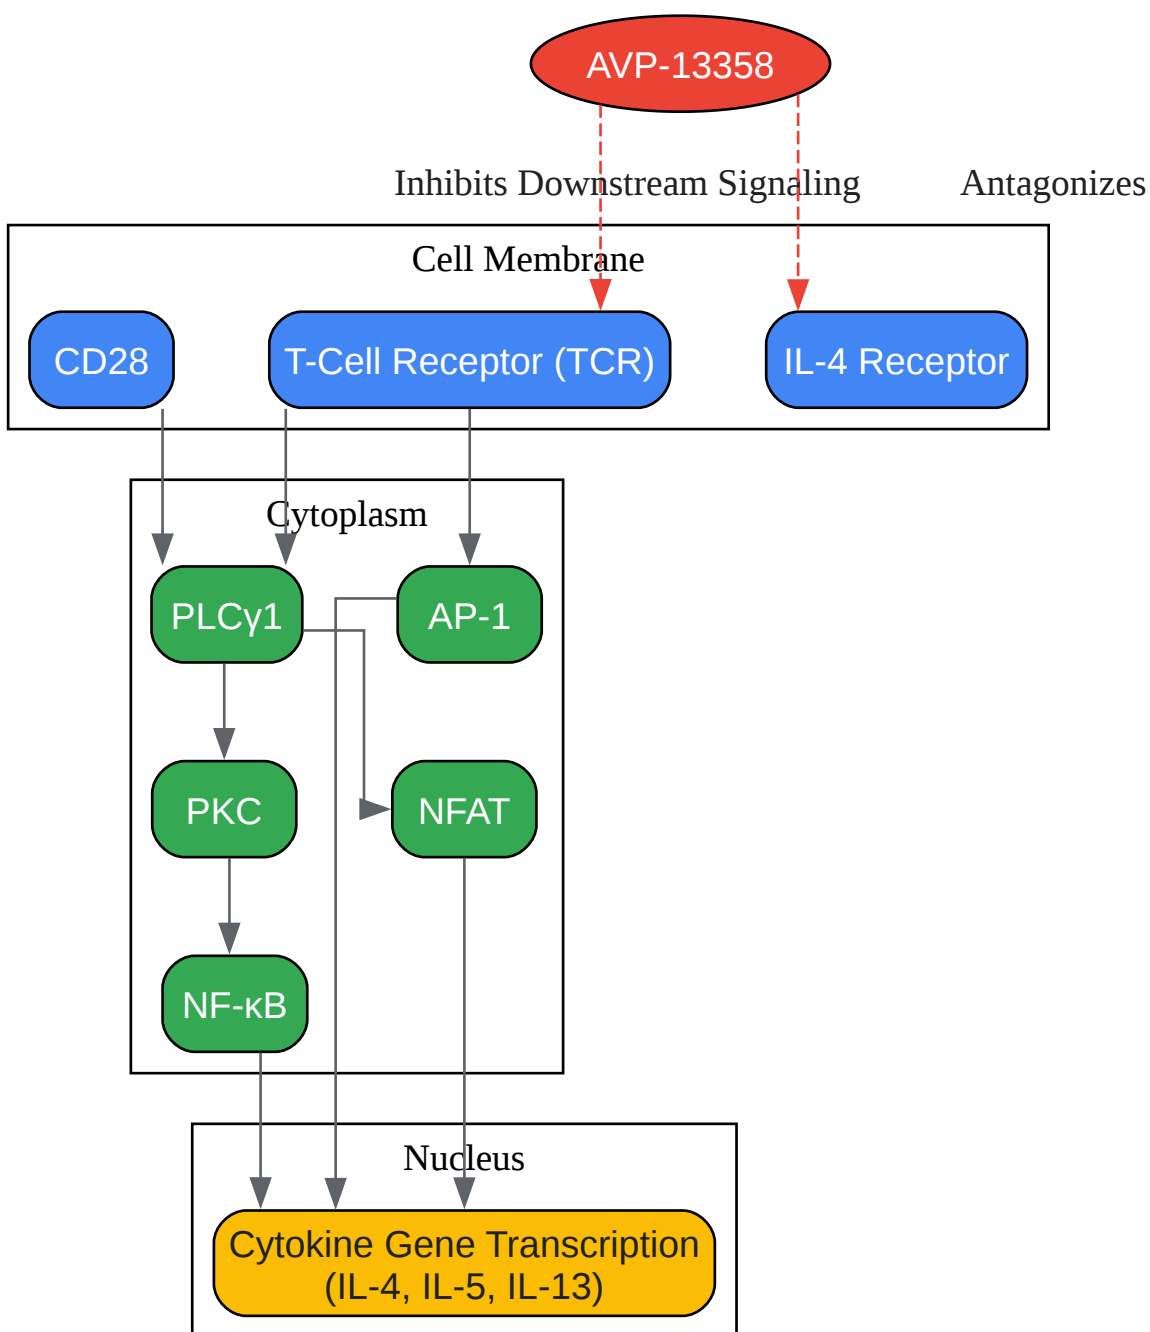 AVP-13358
Inhibits Downstream Signaling
Antagonizes
Cell Membrane
CD28
T-Cell Receptor (TCR)
IL-4 Receptor
Cytoplasm
PLCγ1
AP-1
PKC
NFAT
NF-κB
Nucleus
Cytokine Gene Transcription
(IL-4, IL-5, IL-13)